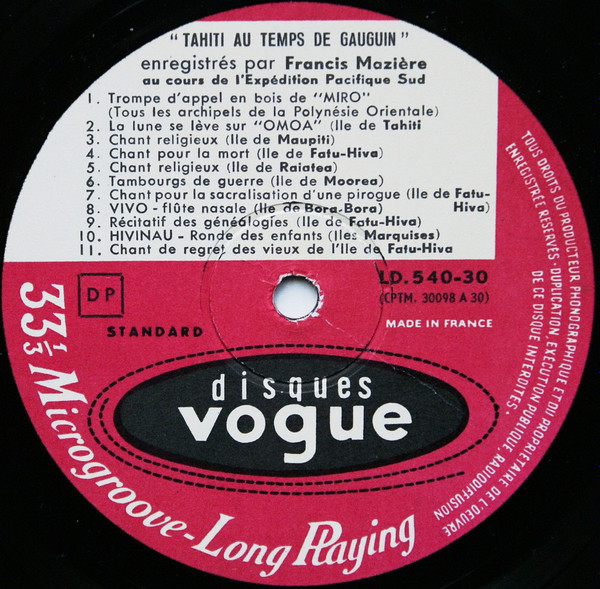 "TAHITI AU TEMPS DE GAUGUIN"
enregistrés par Francis Mazière
au cours de l'Expédition Pacifique Sud
1. Trompe d'appel en bois de "MIRO"
(Tous les archipels de la Polynésie Orientale)
2. La lune se lève sur "OMOA" (Ile de Tahiti
3. Chant religieux (Ile de Maupiti)
4. Chant pour la mort (Ile de Fatu-Hiva)
5. Chant religieux (Ile de Raiatea)
6. Tambourgs de guerre (Ile de Moorea)
7. Chant pour la sacralisation d'une pirogue (Ile de Fatu-
Hiva)
8. VIVO - flûte nasale (Ile de Bora-Bora)
9. Récitatif des généalogies (Ile de Fatu-Hiva)
10. HIVINAU - Ronde des enfants (Iles Marquises)
11. Chant de regret des vieux de l'Ile de Fatu-Hiva
DP
LD. 540-30
(CPTM. 30098 A 30)
STANDARD
MADE IN FRANCE
disques
vogue
33 1/3 Microgroove - Long Playing
TOUS DROITS DU PRODUCTEUR PHONOGRAPHIQUE ET DU PROPRIETAIRE DE L'OEUVRE
ENREGISTRÉE RESERVÉS - DUPLICATION, EXECUTION PUBLIQUE RADIODIFFUSION
DE CE DISQUE INTERDITES -